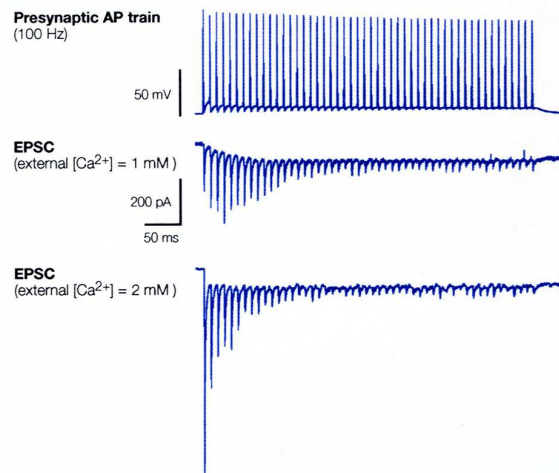 Presynaptic AP train
(100 Hz)
50 mV
EPSC
(external [Ca²⁺] = 1 mM )
200 pA
50 ms
EPSC
(external [Ca²⁺] = 2 mM )